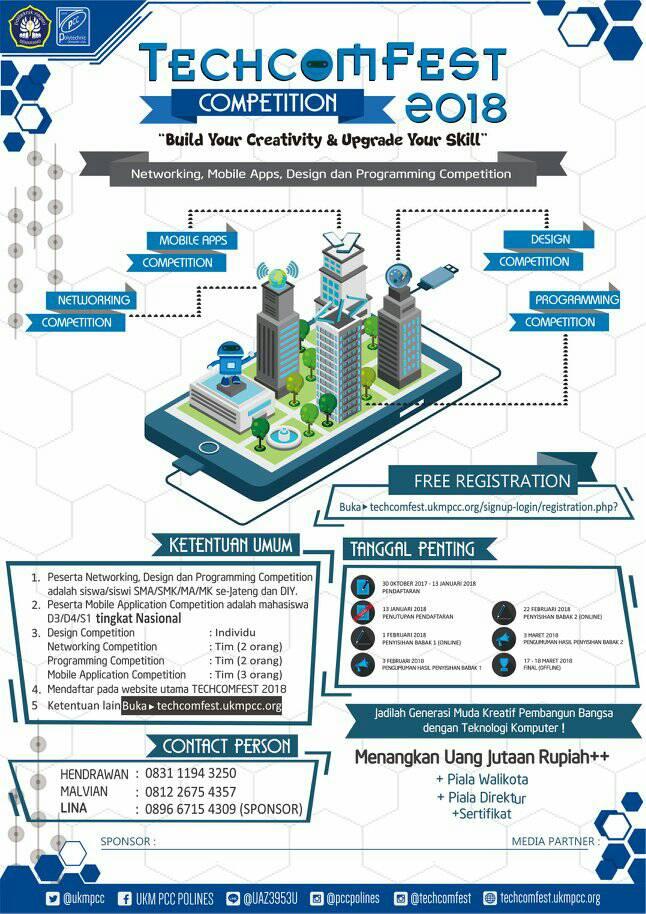 Polytechnic
PCC
TECHCOMFEST
COMPETITION 2018
"Build Your Creativity & Upgrade Your SKill"
Networking, Mobile Apps, Design dan Programming Competition
MOBILE APPS
COMPETITION
DESIGN
COMPETITION
NETWORKING
COMPETITION
PROGRAMMING
COMPETITION
FREE REGISTRATION
Buka▸ techcomfest.ukmpcc.org/signup-login/registration.php?
KETENTUAN UMUM
1. Peserta Networking, Design dan Programming Competition
adalah siswa/siswi SMA/SMK/MA/MK se-Jateng dan DIY.
2. Peserta Mobile Application Competition adalah mahasiswa
D3/D4/S1 tingkat Nasional
3. Design Competition : Individu
Networking Competition : Tim (2 orang)
Programming Competition : Tim (2 orang)
Mobile Application Competition : Tim (3 orang)
4. Mendaftar pada website utama TECHCOMFEST 2018
5 Ketentuan lain Buka▸ techcomfest.ukmpcc.org
TANGGAL PENTING
30 0KTOBER 2017 - 13 JANUARI 2018
PENDAFTARAN
13 JANUARI 2018
PENUTUPAN PENDAFTARAN
1 FEBRUARI 2018
PENYISIHAN BABAK 1 (ONLINE)
3 FEBRUARI 2018
PENGUMUMAN HASIL PENYISIHAN BABAK 1
22 FEBRUARI 2018
PENYISIHAN BABAK 2 (ONLINE)
3 MARET 2018
PENGUMUMAN HASIL PENYISIHAN BABAK 2
17 - 18 MARET 2018
FINAL (OFFLINE)
Jadilah Generasi Muda Kreatif Pembangun Bangsa
dengan Teknologi Komputer !
CONTACT PERSON
HENDRAWAN : 0831 1194 3250
MALVIAN : 0812 2675 4357
LINA : 0896 6715 4309 (SPONSOR)
Menangkan Uang Jutaan Rupiah++
+ Piala Walikota
+ Piala Direktur
+Sertifikat
SPONSOR :
MEDIA PARTNER :
@ukmpcc
UKM PCC POLINES
@UAZ3953U
@pccpolines
@techcomfest
techcomfest.ukmpcc.org